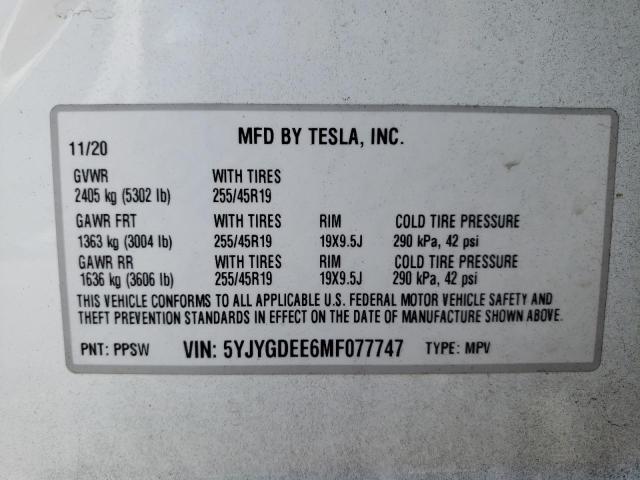 11/20 MFD BY TESLA, INC.
GVWR WITH TIRES
2405 kg (5302 lb) 255/45R19
GAWR FRT WITH TIRES RIM COLD TIRE PRESSURE
1363 kg (3004 lb) 255/45R19 19X9.5J 290 kPa, 42 psi
GAWR RR WITH TIRES RIM COLD TIRE PRESSURE
1636 kg (3606 lb) 255/45R19 19X9.5J 290 kPa, 42 psi
THIS VEHICLE CONFORMS TO ALL APPLICABLE U.S. FEDERAL MOTOR VEHICLE SAFETY AND
THEFT PREVENTION STANDARDS IN EFFECT ON THE DATE OF MANUFACTURE SHOWN ABOVE.
PNT: PPSW VIN: 5YJYGDEE6MF077747 TYPE: MPV